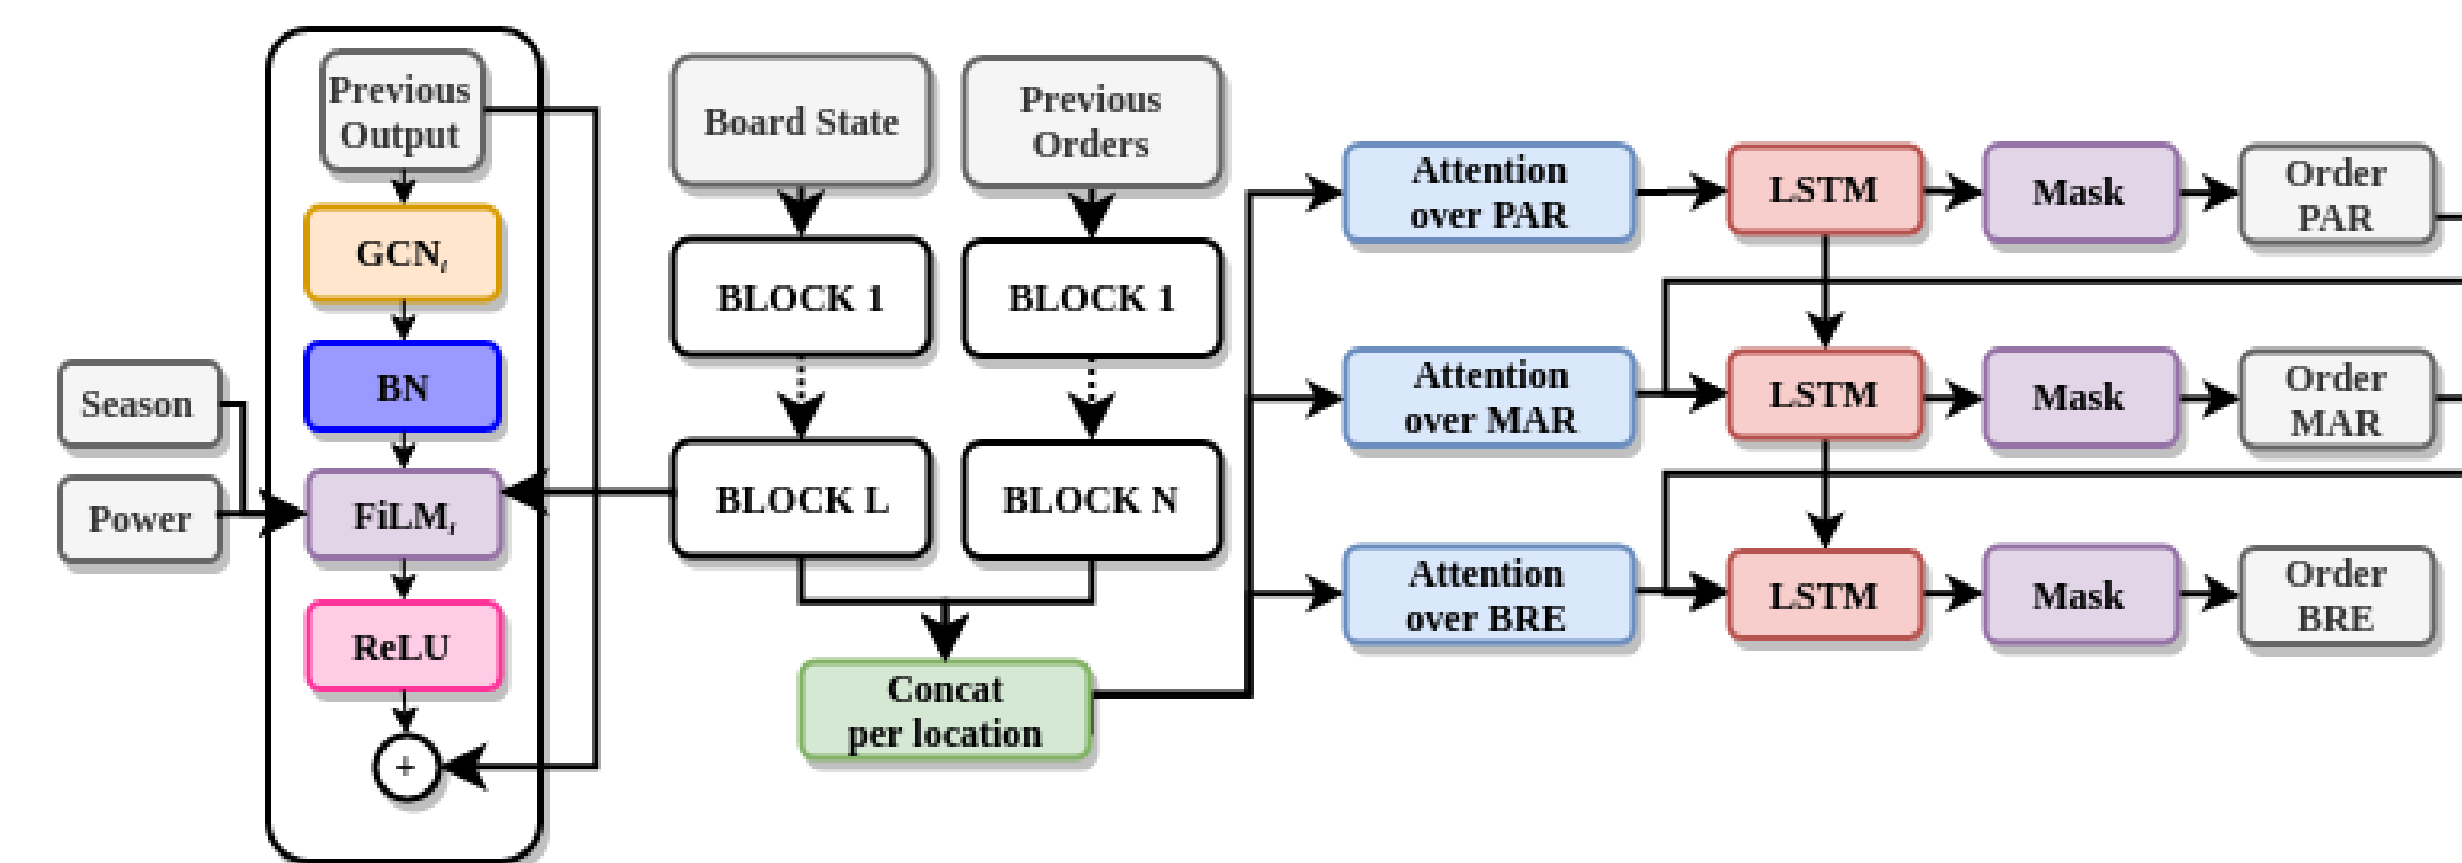 Previous
Output
GCNₗ
BN
Season
Power
FiLMₗ
ReLU
+
Board State
BLOCK 1
BLOCK L
Previous
Orders
BLOCK 1
BLOCK N
Concat
per location
Attention
over PAR
LSTM
Mask
Order
PAR
Attention
over MAR
LSTM
Mask
Order
MAR
Attention
over BRE
LSTM
Mask
Order
BRE